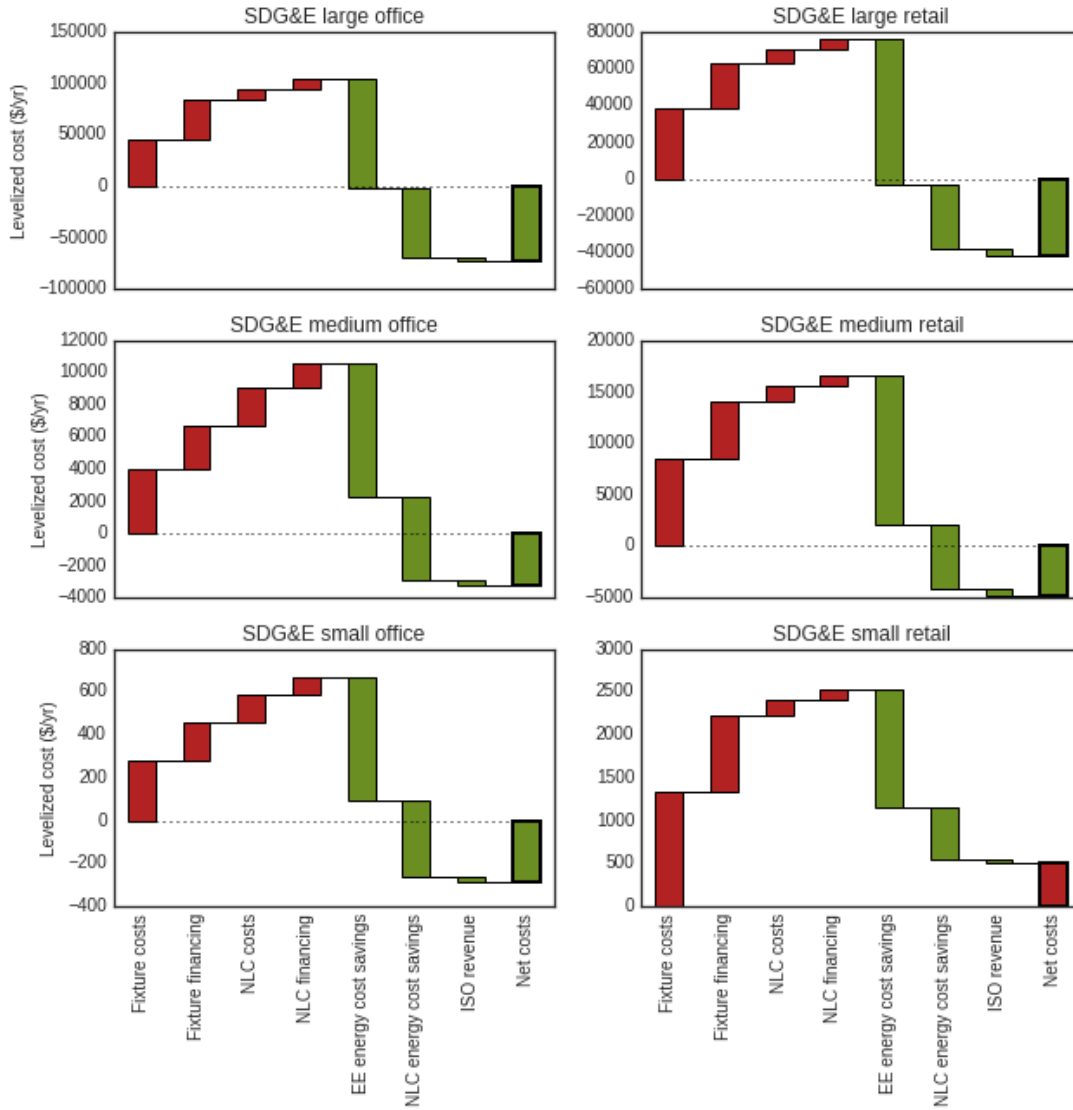 SDG&E large office
SDG&E large retail
Levelized cost ($/yr)
150000
100000
50000
0
−50000
−100000
80000
60000
40000
20000
0
−20000
−40000
−60000
SDG&E medium office
SDG&E medium retail
Levelized cost ($/yr)
12000
10000
8000
6000
4000
2000
0
−2000
−4000
20000
15000
10000
5000
0
−5000
SDG&E small office
SDG&E small retail
Levelized cost ($/yr)
800
600
400
200
0
−200
−400
3000
2500
2000
1500
1000
500
0
Fixture costs
Fixture financing
NLC costs
NLC financing
EE energy cost savings
NLC energy cost savings
ISO revenue
Net costs
Fixture costs
Fixture financing
NLC costs
NLC financing
EE energy cost savings
NLC energy cost savings
ISO revenue
Net costs